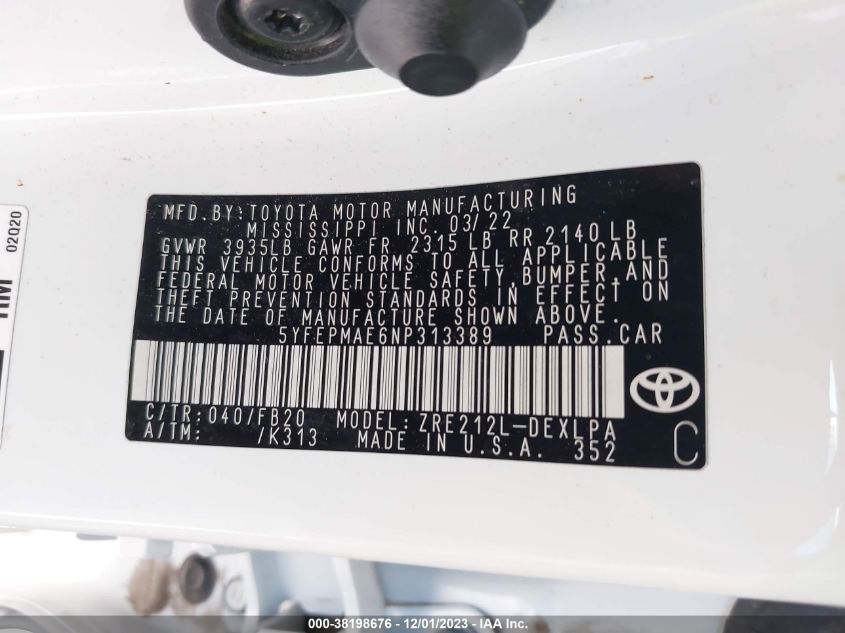 MFD. BY: TOYOTA MOTOR MANUFACTURING
MISSISSIPPI INC. 03/22
GVWR 3935LB GAWR FR 2315 LB RR 2140 LB
THIS VEHICLE CONFORMS TO ALL APPLICABLE
FEDERAL MOTOR VEHICLE SAFETY, BUMPER, AND
THEFT PREVENTION STANDARDS IN EFFECT ON
THE DATE OF MANUFACTURE SHOWN ABOVE.
5YFEPMAE6NP313389 PASS. CAR
C/TR: 040/FB20 MODEL: ZRE212L-DEXLPA
A/TM: /K313 MADE IN U.S.A. 352
C
02Q20
000-38198676 - 12/01/2023 - IAA Inc.